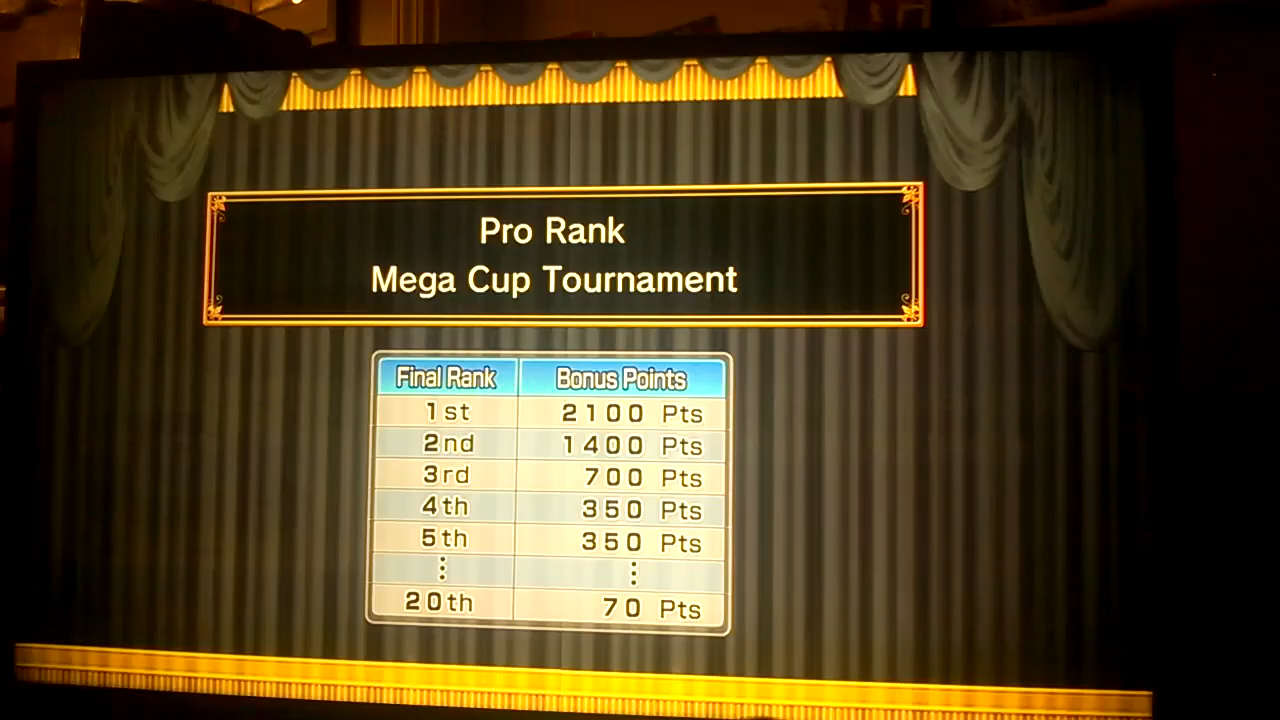 Pro Rank
Mega Cup Tournament
Final Rank Bonus Points
1st 2100 Pts
2nd 1400 Pts
3rd 700 Pts
4th 350 Pts
5th 350 Pts
⋮ ⋮
20th 70 Pts